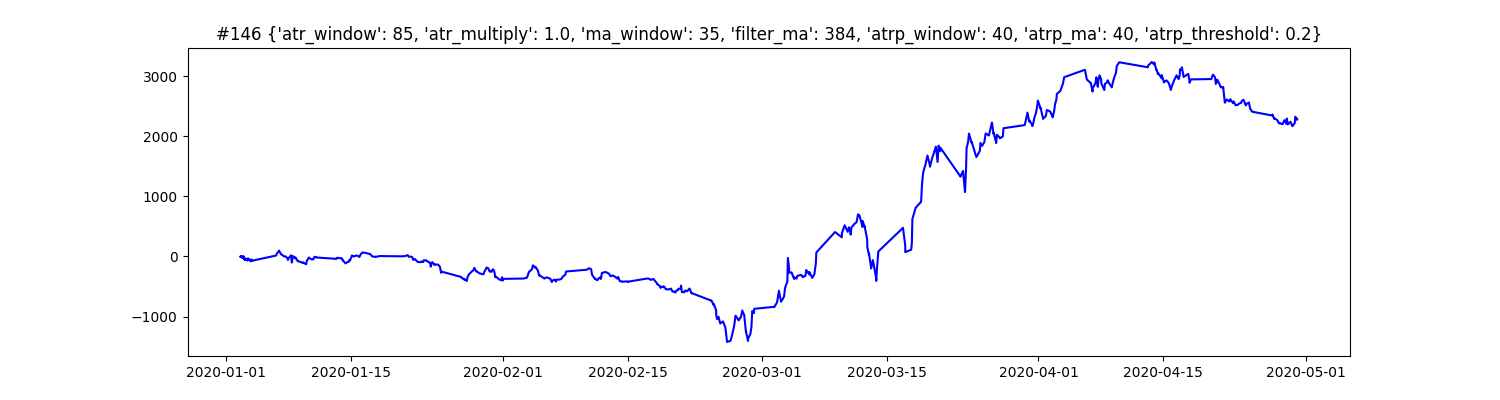 #146 {'atr_window': 85, 'atr_multiply': 1.0, 'ma_window': 35, 'filter_ma': 384, 'atrp_window': 40, 'atrp_ma': 40, 'atrp_threshold': 0.2}
3000
2000
1000
0
−1000
2020-01-01 2020-01-15 2020-02-01 2020-02-15 2020-03-01 2020-03-15 2020-04-01 2020-04-15 2020-05-01